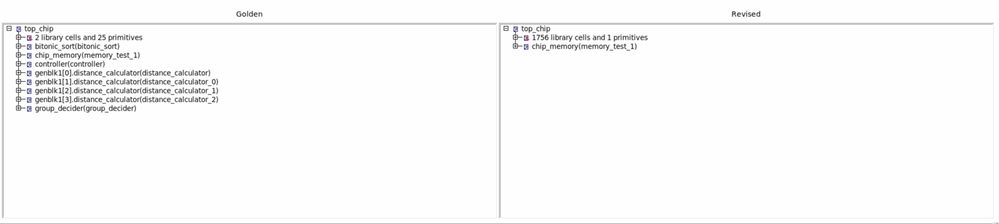 Golden
top_chip
2 library cells and 25 primitives
bitonic_sort(bitonic_sort)
chip_memory(memory_test_1)
controller(controller)
genblk1[0].distance_calculator(distance_calculator)
genblk1[1].distance_calculator(distance_calculator_0)
genblk1[2].distance_calculator(distance_calculator_1)
genblk1[3].distance_calculator(distance_calculator_2)
group_decider(group_decider)
Revised
top_chip
1756 library cells and 1 primitives
chip_memory(memory_test_1)